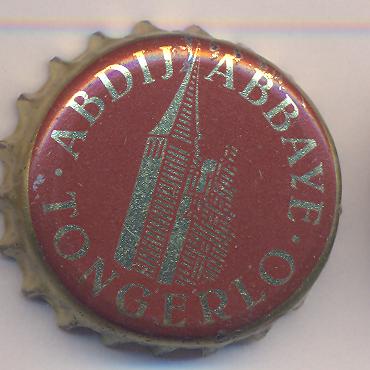 ABDIJ ABBAYE
· TONGERLO ·